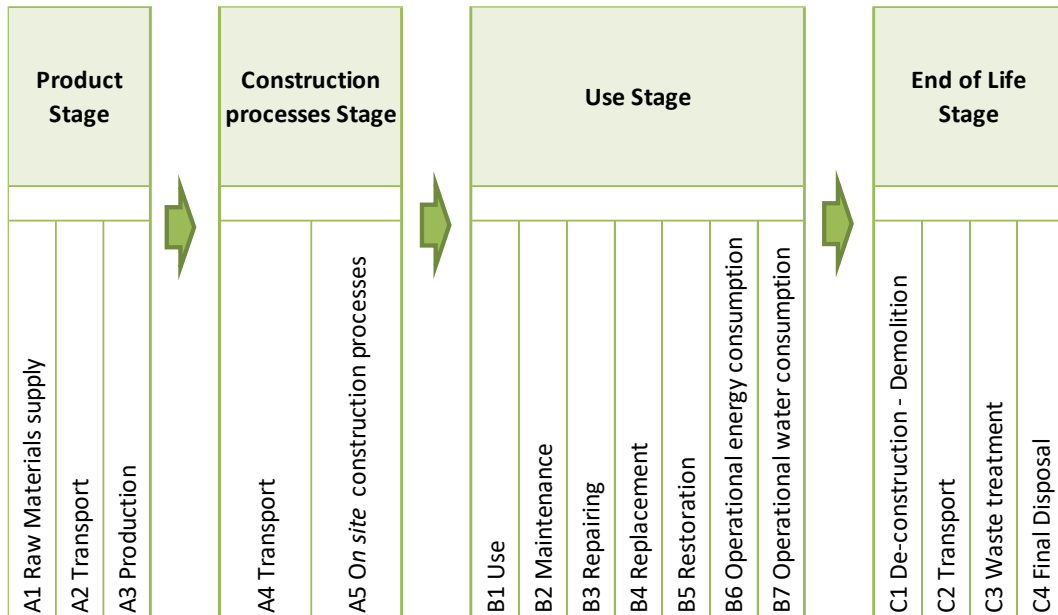 Product
Stage
Construction
processes Stage
Use Stage
End of Life
Stage
A1 Raw Materials supply
A2 Transport
A3 Production
A4 Transport
A5 On site construction processes
B1 Use
B2 Maintenance
B3 Repairing
B4 Replacement
B5 Restoration
B6 Operational energy consumption
B7 Operational water consumption
C1 De-construction - Demolition
C2 Transport
C3 Waste treatment
C4 Final Disposal